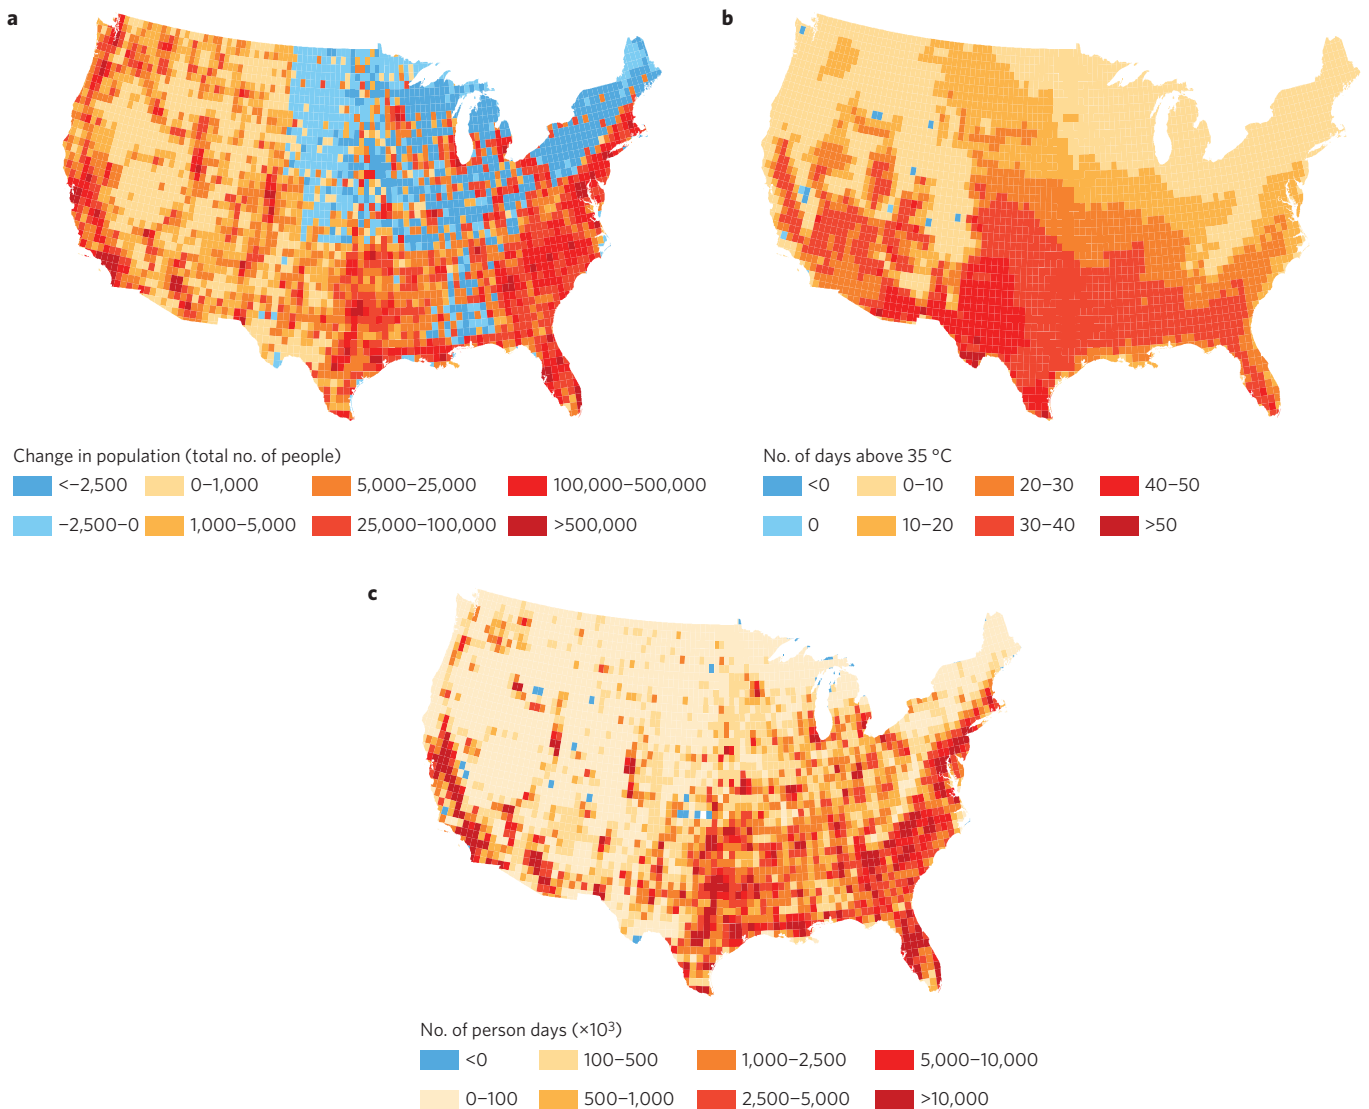 a
b
Change in population (total no. of people)
<−2,500 0–1,000 5,000–25,000 100,000–500,000
−2,500–0 1,000–5,000 25,000–100,000 >500,000
No. of days above 35 °C
<0 0–10 20–30 40–50
0 10–20 30–40 >50
c
No. of person days (×10³)
<0 100–500 1,000–2,500 5,000–10,000
0–100 500–1,000 2,500–5,000 >10,000